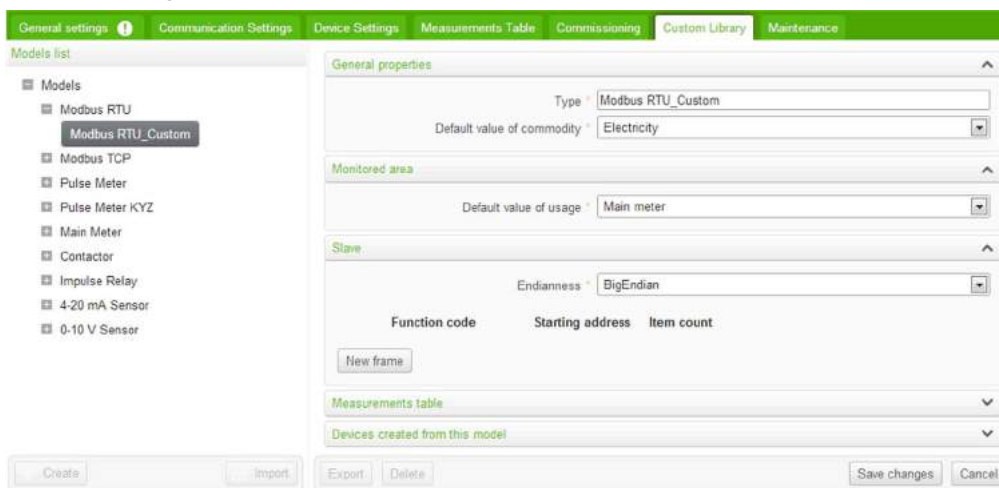 General settings ! Communication Settings Device Settings Measurements Table Commissioning Custom Library Maintenance
Models list
Models
Modbus RTU
Modbus RTU_Custom
Modbus TCP
Pulse Meter
Pulse Meter KYZ
Main Meter
Contactor
Impulse Relay
4-20 mA Sensor
0-10 V Sensor
Create Import
General properties
Type * Modbus RTU_Custom
Default value of commodity * Electricity
Monitored area
Default value of usage * Main meter
Slave
Endianness * BigEndian
Function code Starting address Item count
New frame
Measurements table
Devices created from this model
Export Delete Save changes Cancel